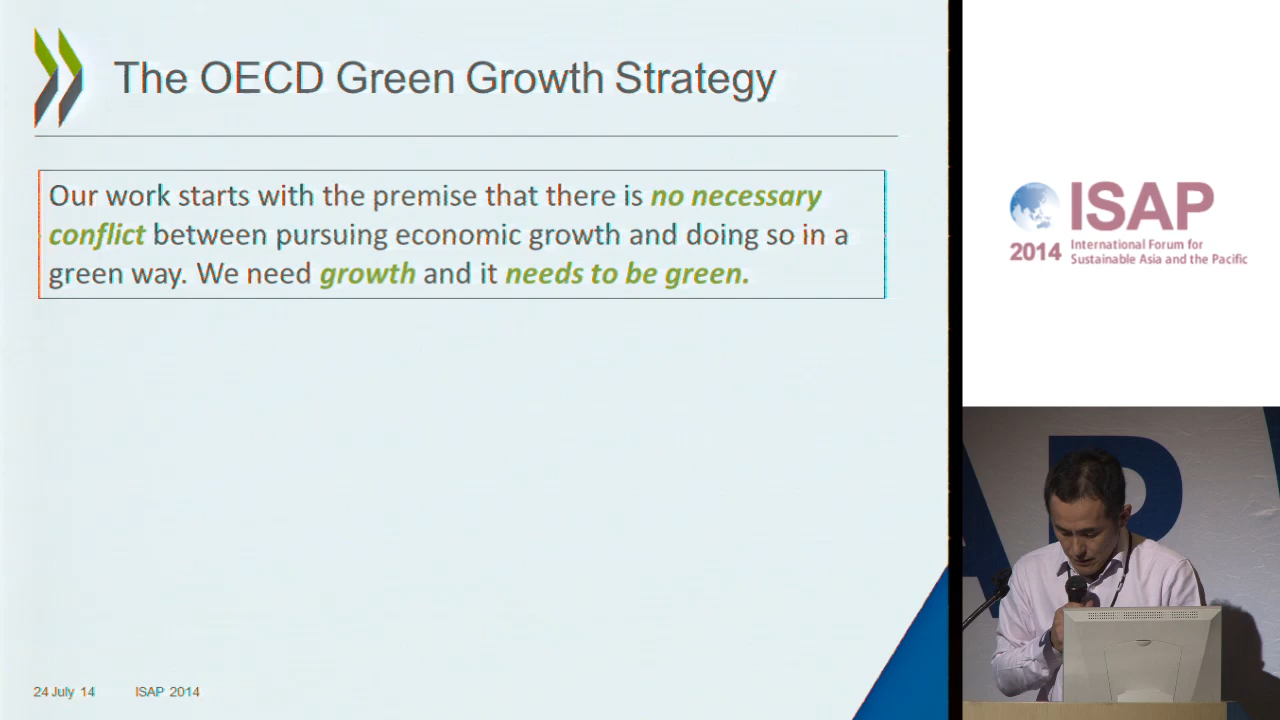 The OECD Green Growth Strategy
Our work starts with the premise that there is no necessary
conflict between pursuing economic growth and doing so in a
green way. We need growth and it needs to be green.
24 July 14 ISAP 2014
ISAP
2014 International Forum for
Sustainable Asia and the Pacific
AP